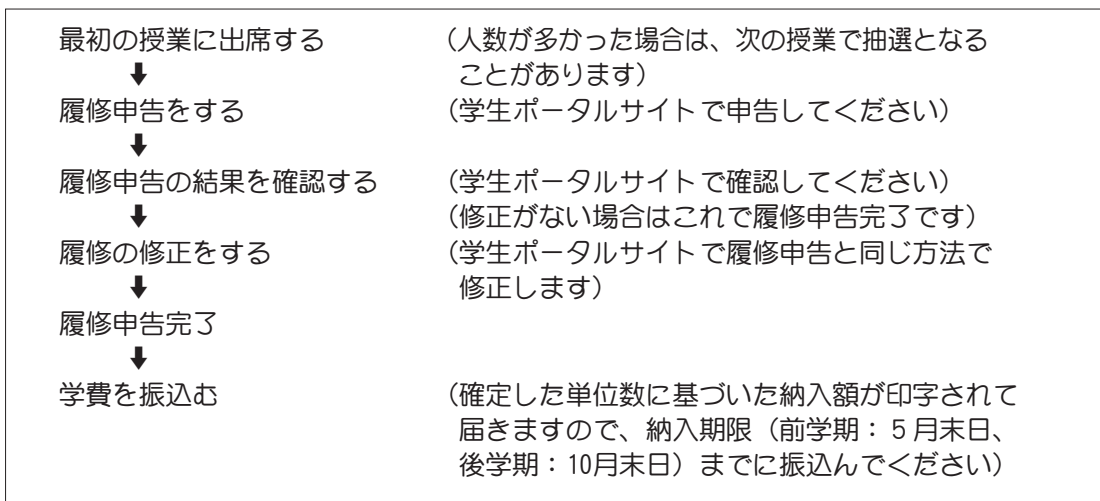 最初の授業に出席する （人数が多かった場合は、次の授業で抽選となる
⬇ ことがあります）
履修申告をする （学生ポータルサイトで申告してください）
⬇
履修申告の結果を確認する （学生ポータルサイトで確認してください）
⬇ （修正がない場合はこれで履修申告完了です）
履修の修正をする （学生ポータルサイトで履修申告と同じ方法で
⬇ 修正します）
履修申告完了
⬇
学費を振込む （確定した単位数に基づいた納入額が印字されて
届きますので、納入期限（前学期：５月末日、
後学期：10月末日）までに振込んでください）